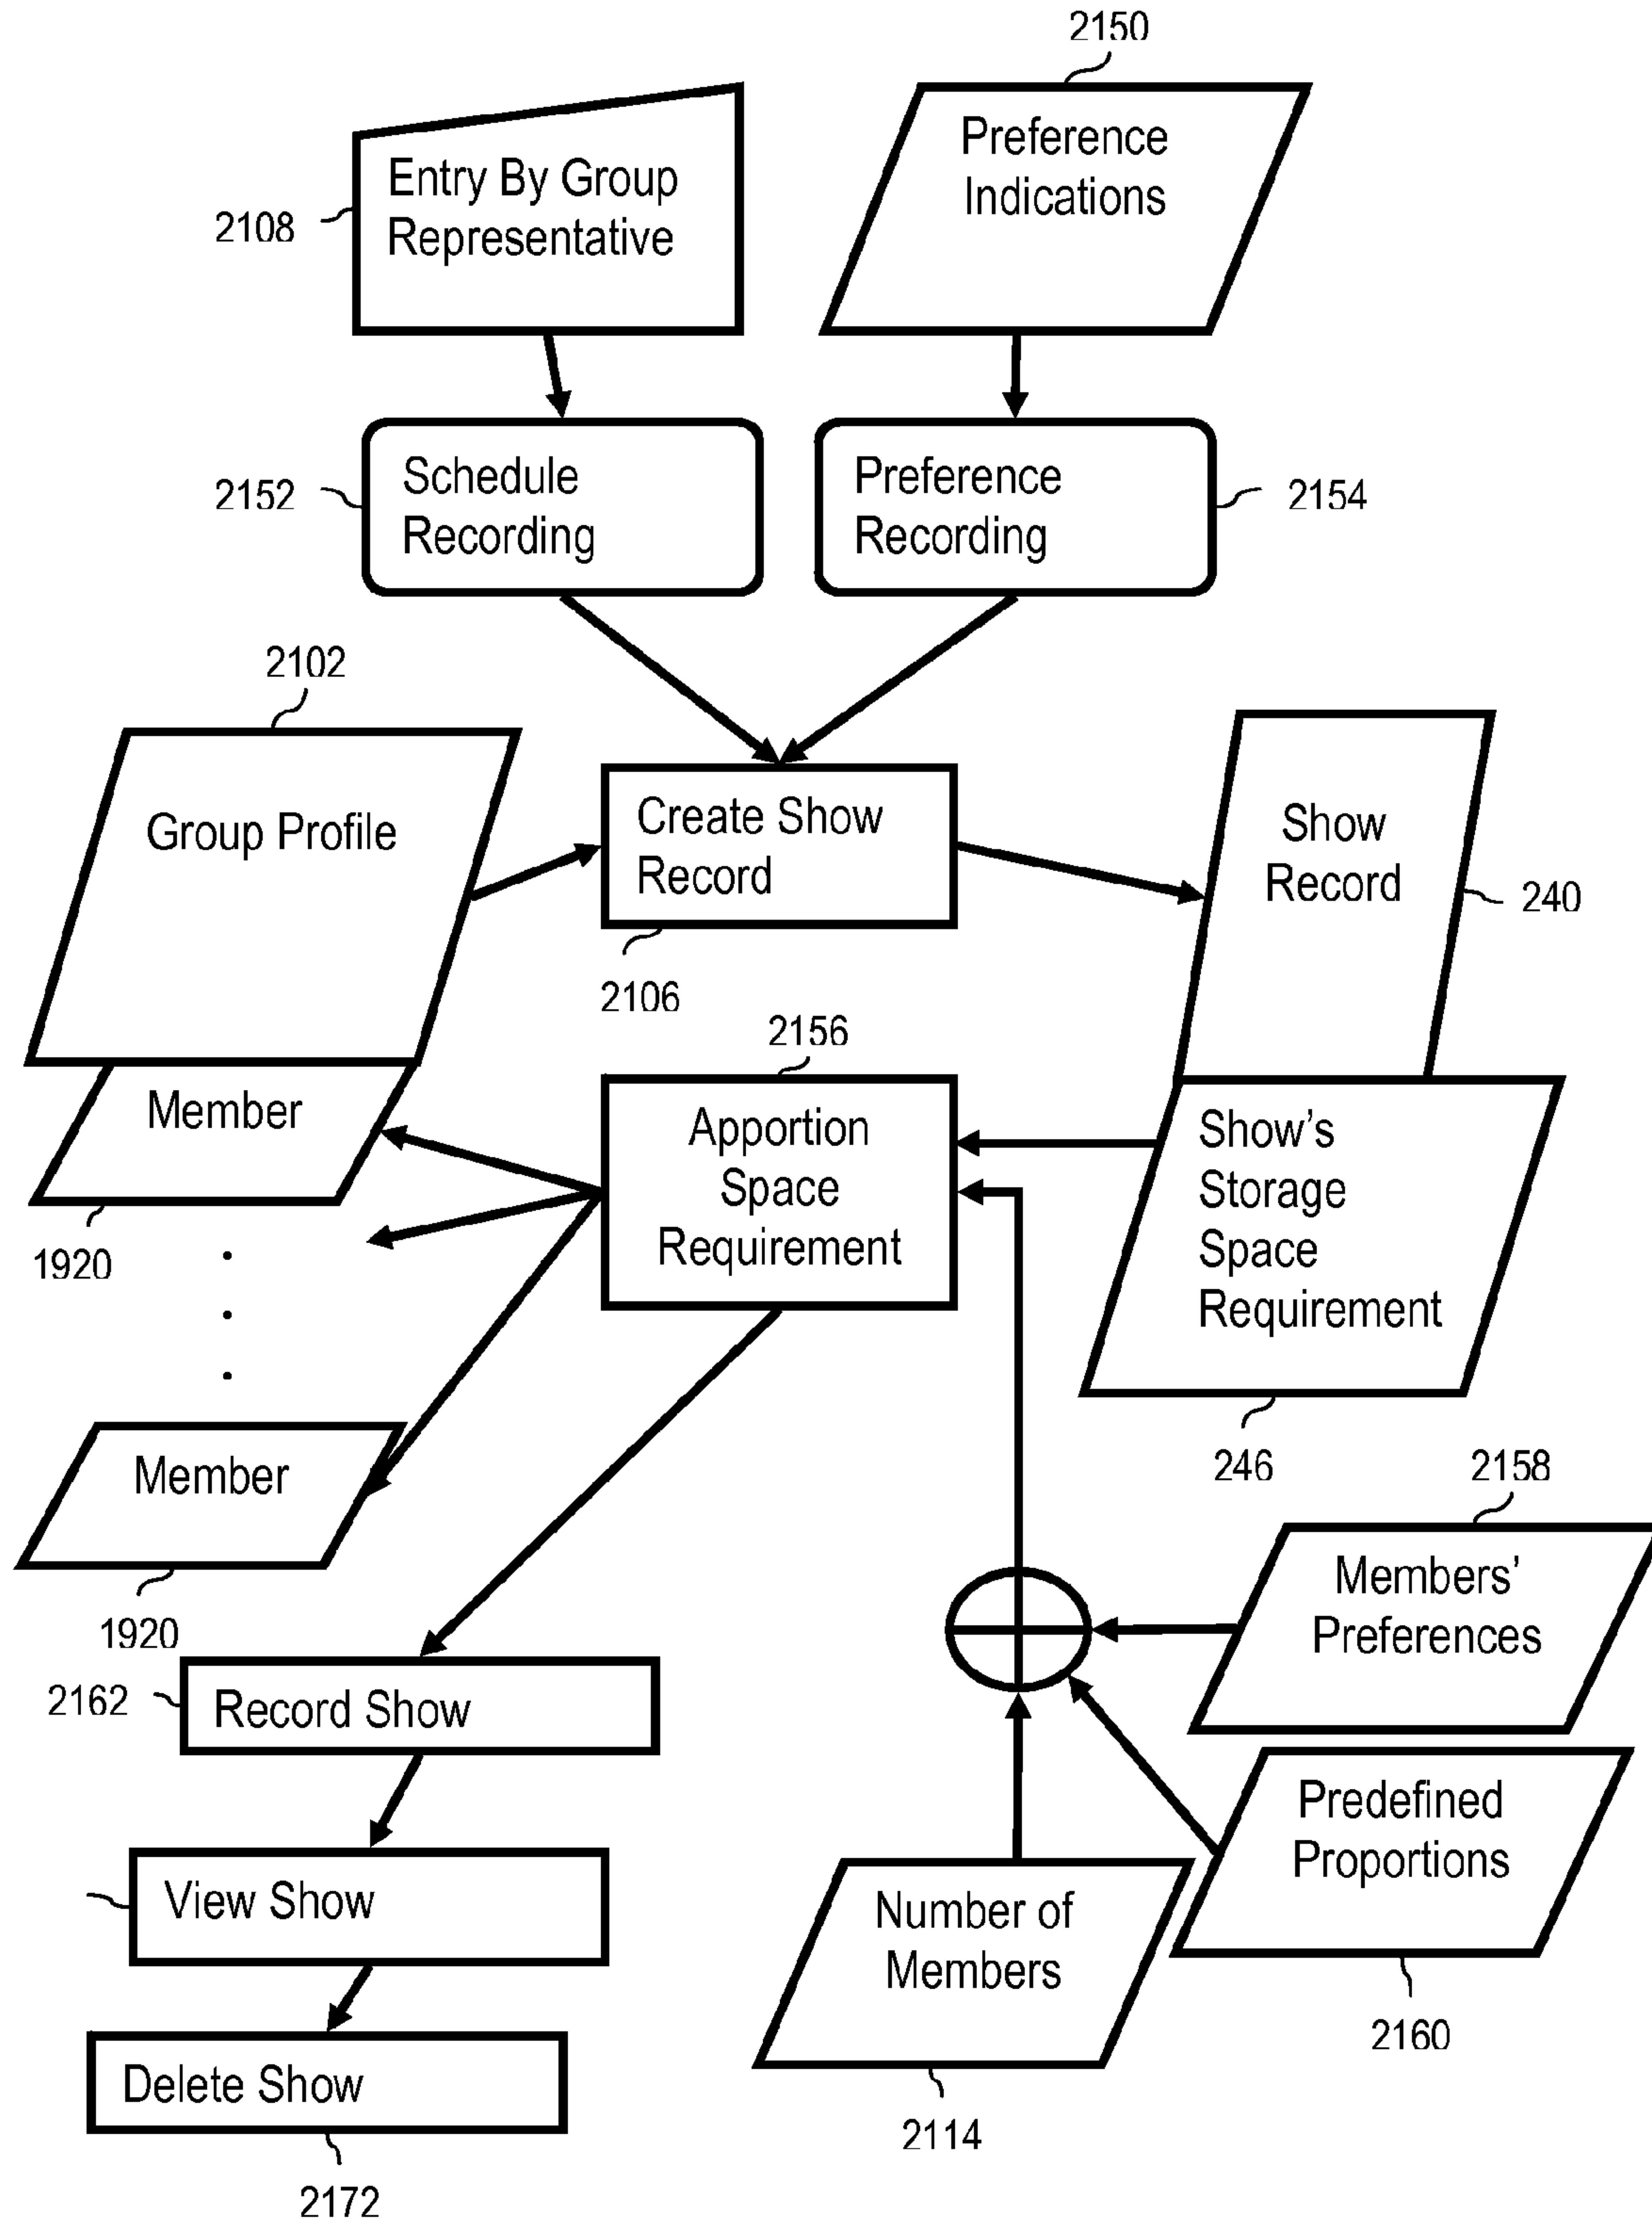 2150
Entry By Group
Representative
2108
Preference
Indications
Schedule
Recording
2152
Preference
Recording
2154
2102
Group Profile
Create Show
Record
2106
Show
Record
240
2156
Member
1920
.
.
.
Apportion
Space
Requirement
Show’s
Storage
Space
Requirement
246
Member
1920
2158
Members’
Preferences
2162
Record Show
Predefined
Proportions
2160
View Show
Number of
Members
2114
Delete Show
2172